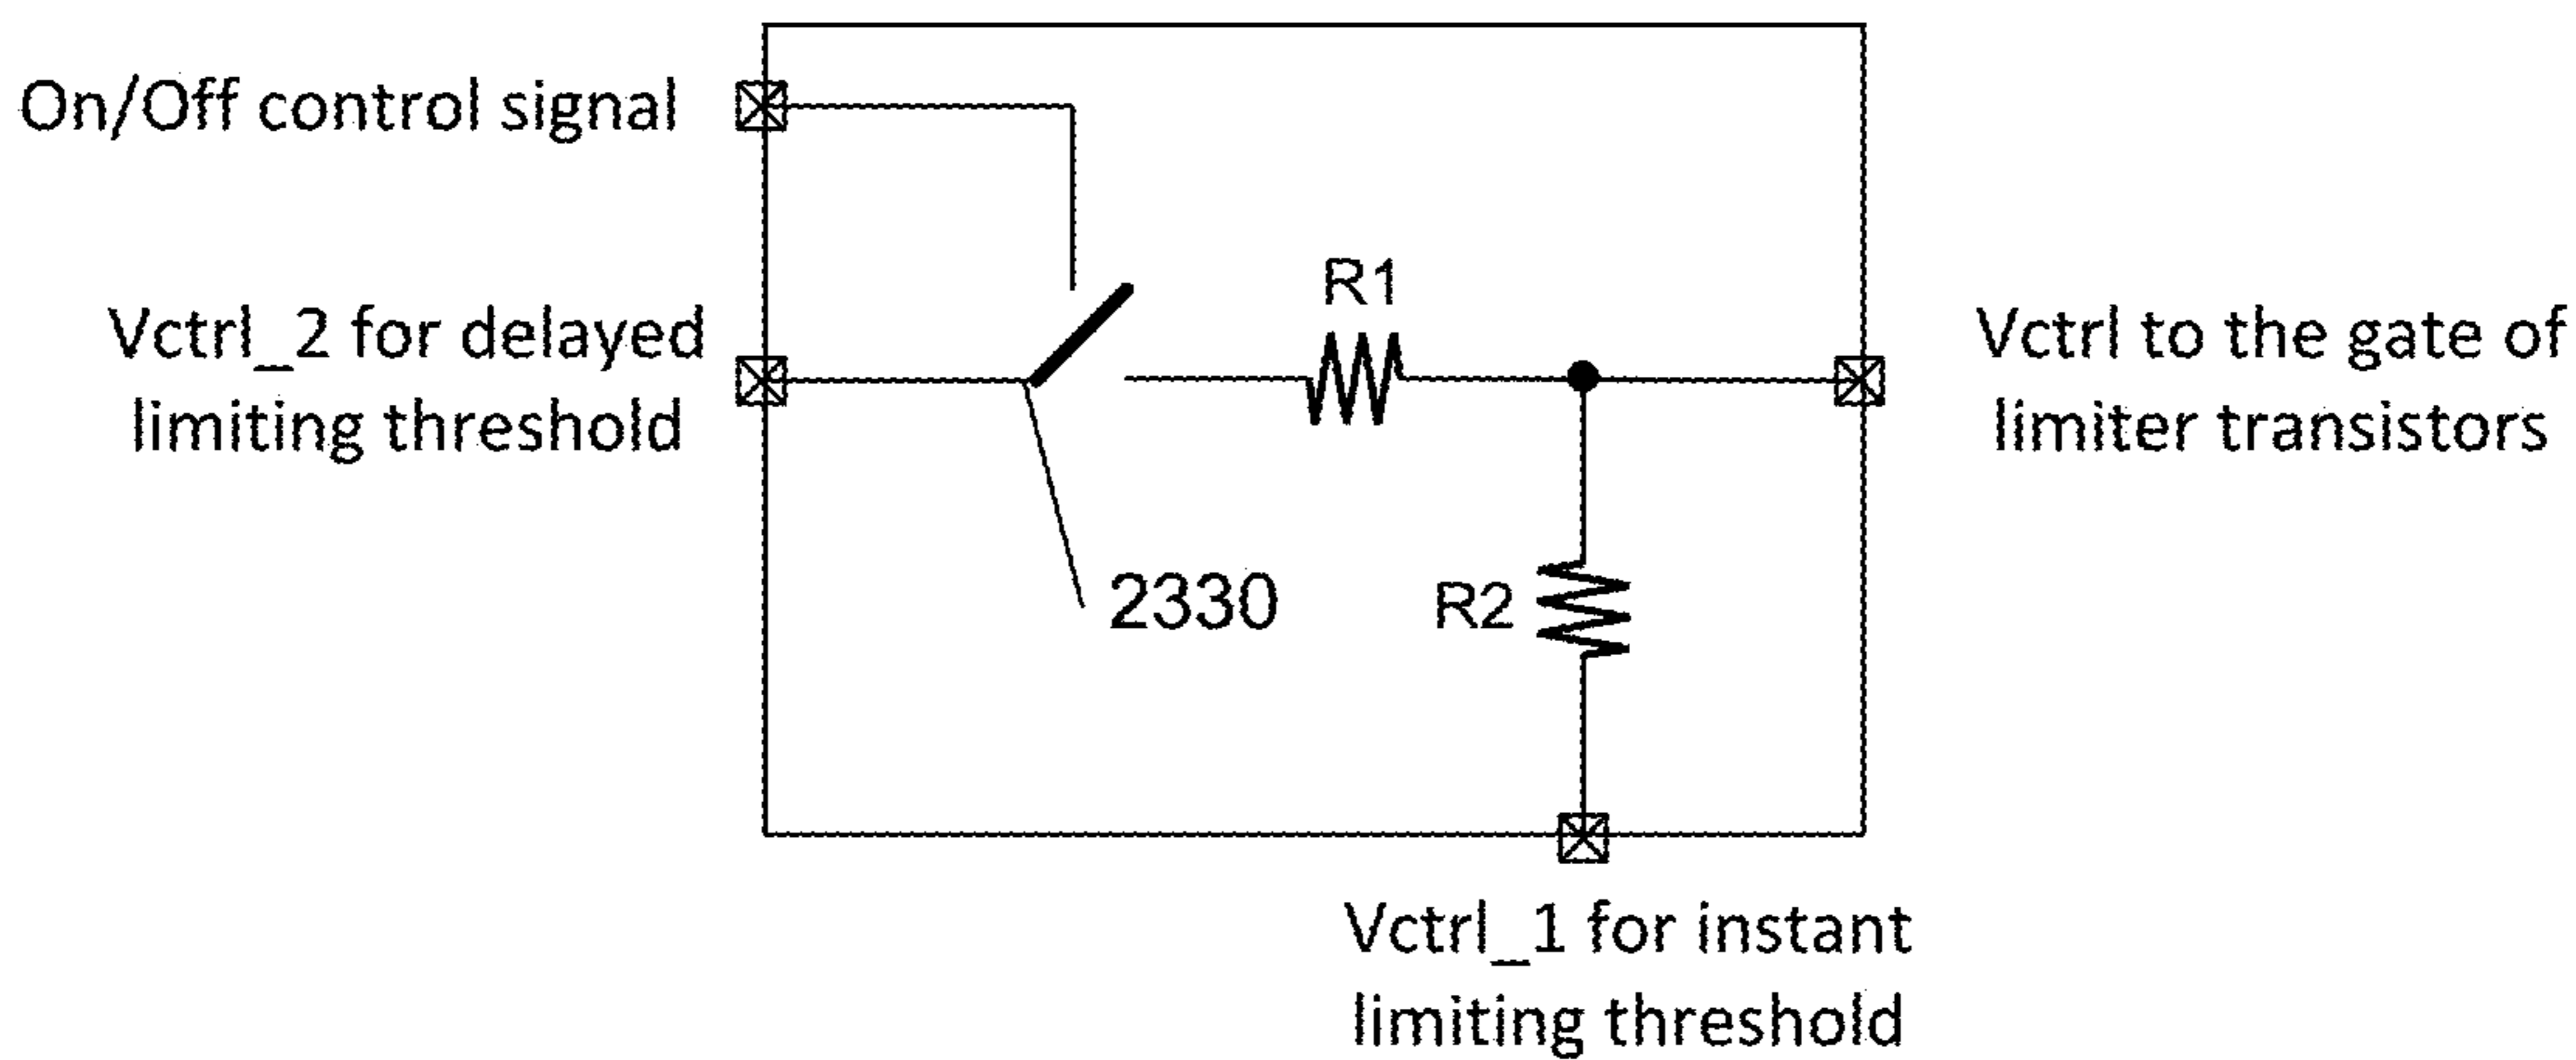 On/Off control signal
Vctrl_2 for delayed
limiting threshold
R1
Vctrl to the gate of
limiter transistors
2330
R2
Vctrl_1 for instant
limiting threshold